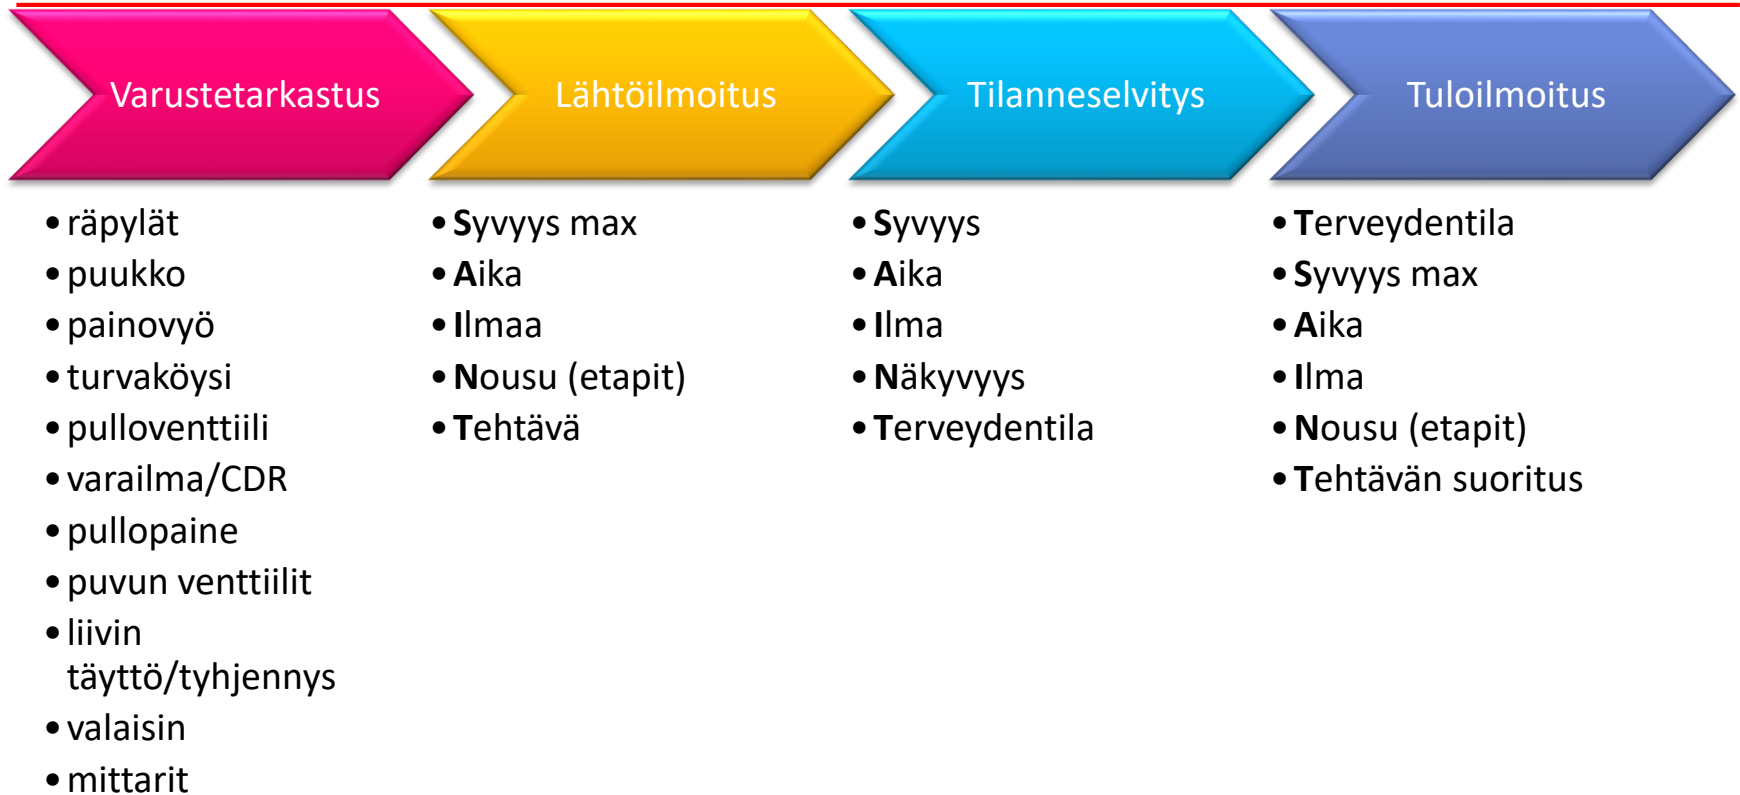 Varustetarkastus
• räpylät
• puukko
• painovyö
• turvaköysi
• pulloventtiili
• varailma/CDR
• pullopaine
• puvun venttiilit
• liivin
täyttö/tyhjennys
• valaisin
• mittarit
Lähtöilmoitus
• Syvyys max
• Aika
• Ilmaa
• Nousu (etapit)
• Tehtävä
Tilanneselvitys
• Syvyys
• Aika
• Ilma
• Näkyvyys
• Terveydentila
Tuloilmoitus
• Terveydentila
• Syvyys max
• Aika
• Ilma
• Nousu (etapit)
• Tehtävän suoritus